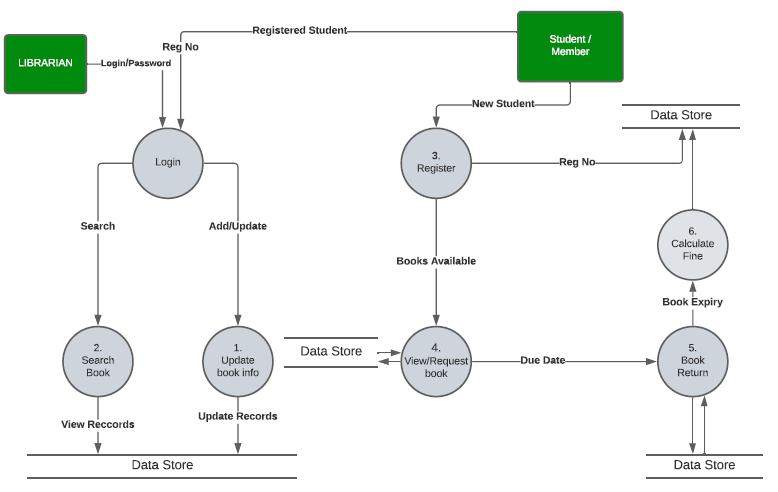 Registered Student
Student /
Member
Reg No
LIBRARIAN
Login/Password
New Student
Data Store
Login
3.
Register
Reg No
Search
Add/Update
6.
Calculate
Fine
Books Available
Book Expiry
2.
Search
Book
1.
Update
book info
Data Store
4.
View/Request
book
Due Date
5.
Book
Return
View Reccords
Update Records
Data Store
Data Store